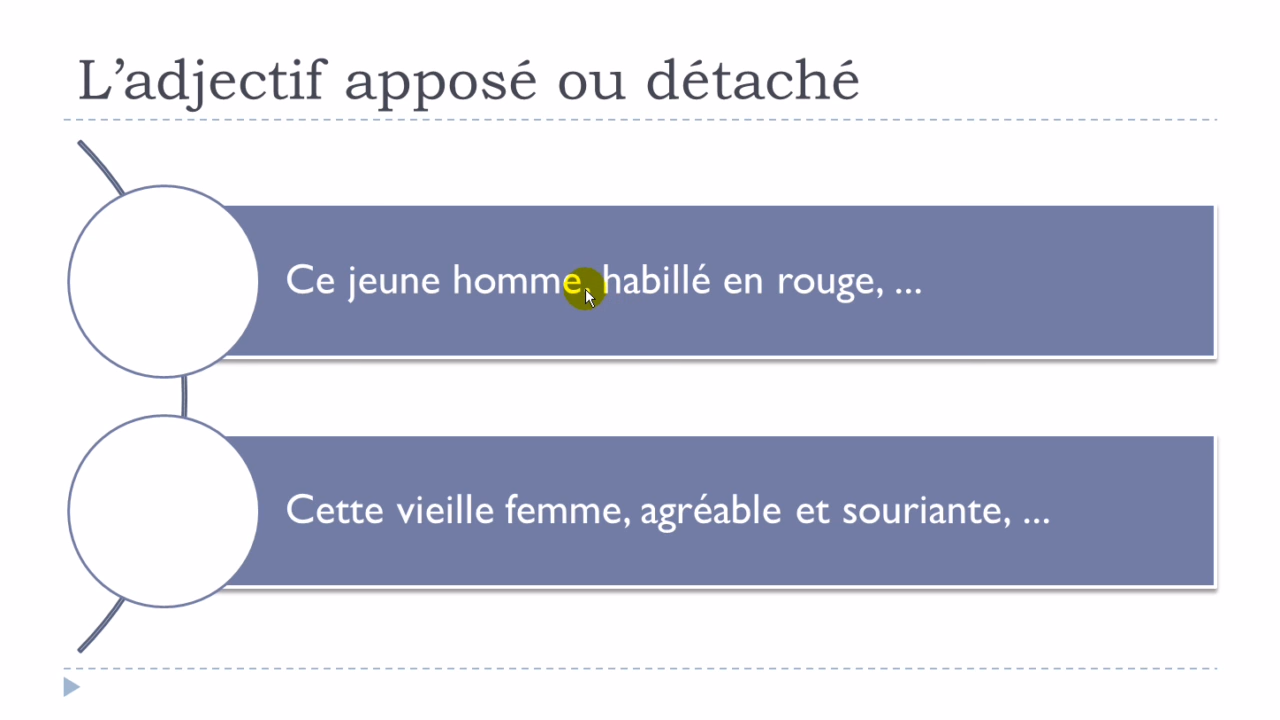 L’adjectif apposé ou détaché
Ce jeune homme, habillé en rouge, ...
Cette vieille femme, agréable et souriante, ...